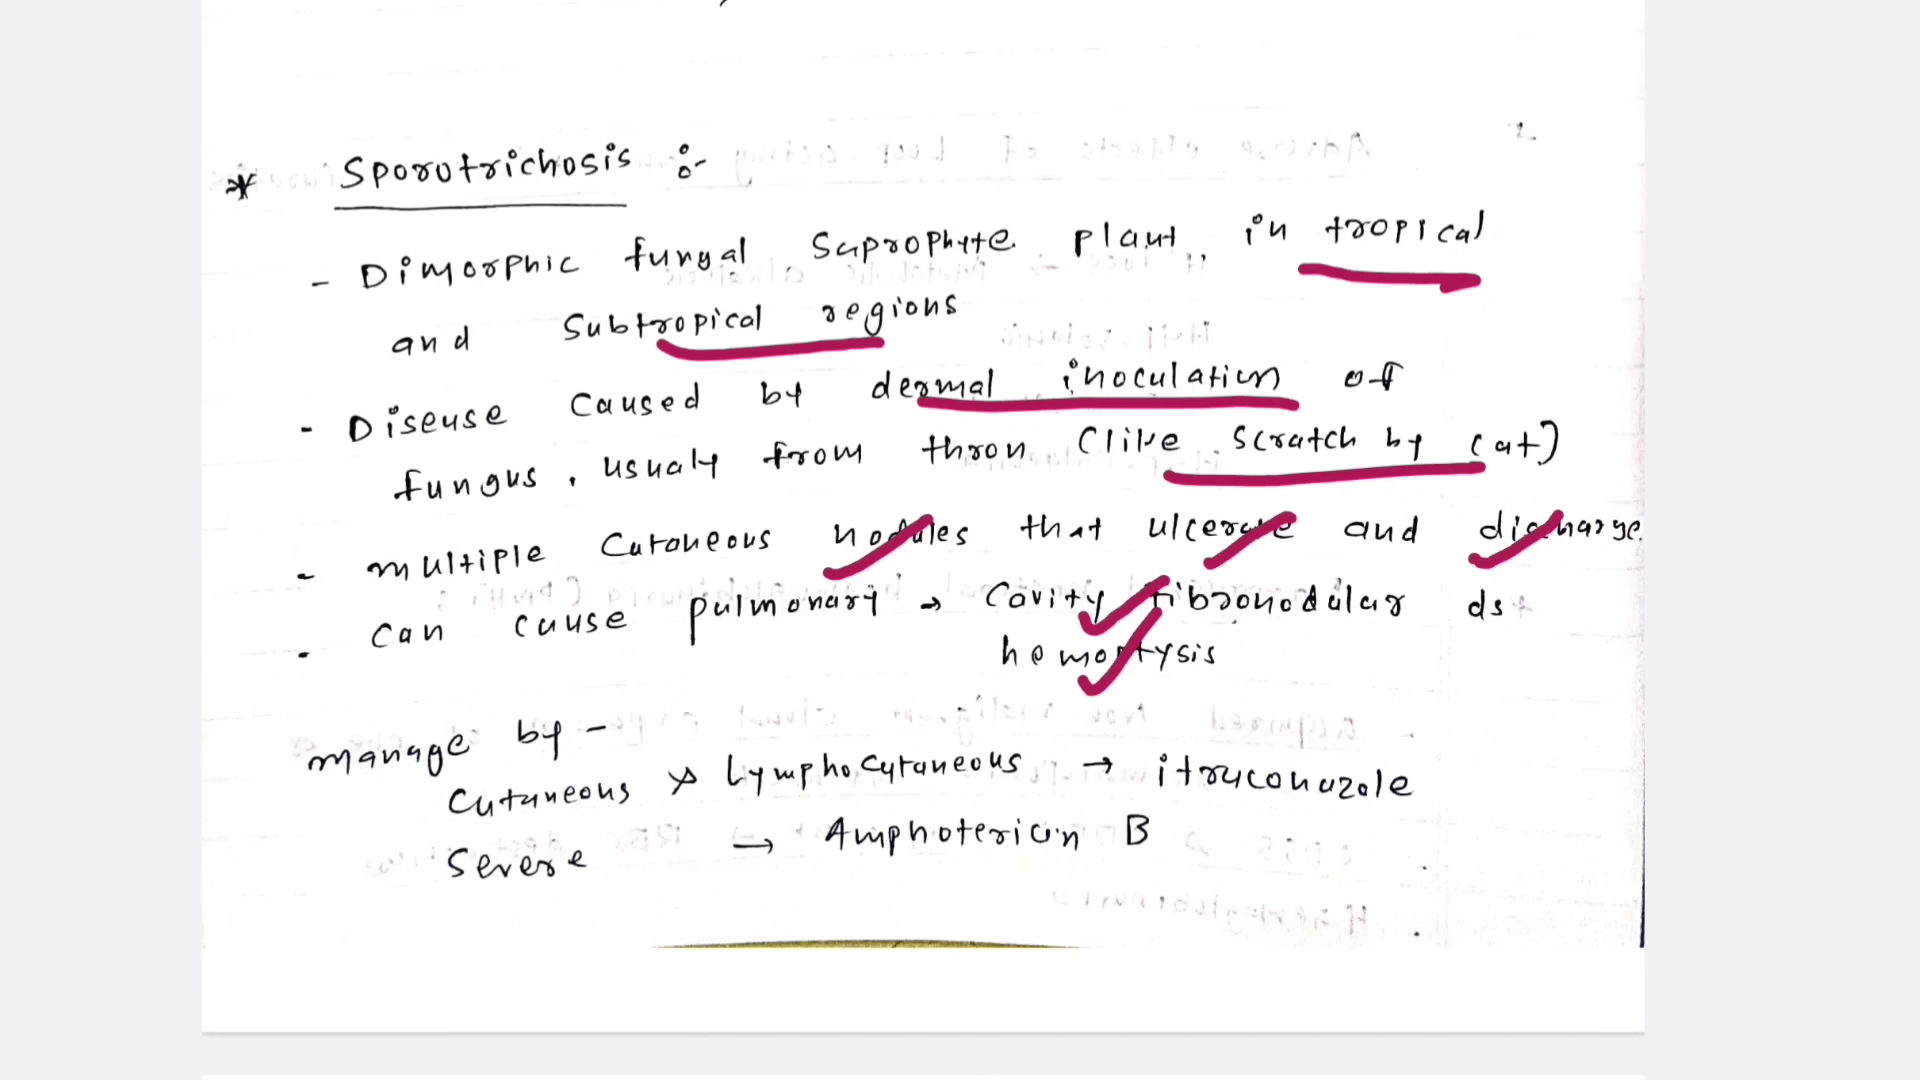 * Sporotrichosis :-
- Dimorphic fungal Saprophyte plant, in tropical
and Subtropical regions
- Diseuse Caused by dermal inoculation of
fungus, usualy from thron (like scratch by cat)
- multiple Cutaneous nodules that ulcerate and discharge.
- can cause pulmonary → Cavity fibronodular ds
hemoptysis
manage by -
Cutaneous Lymphocutaneous → itraconazole
Severe → Amphotericin B